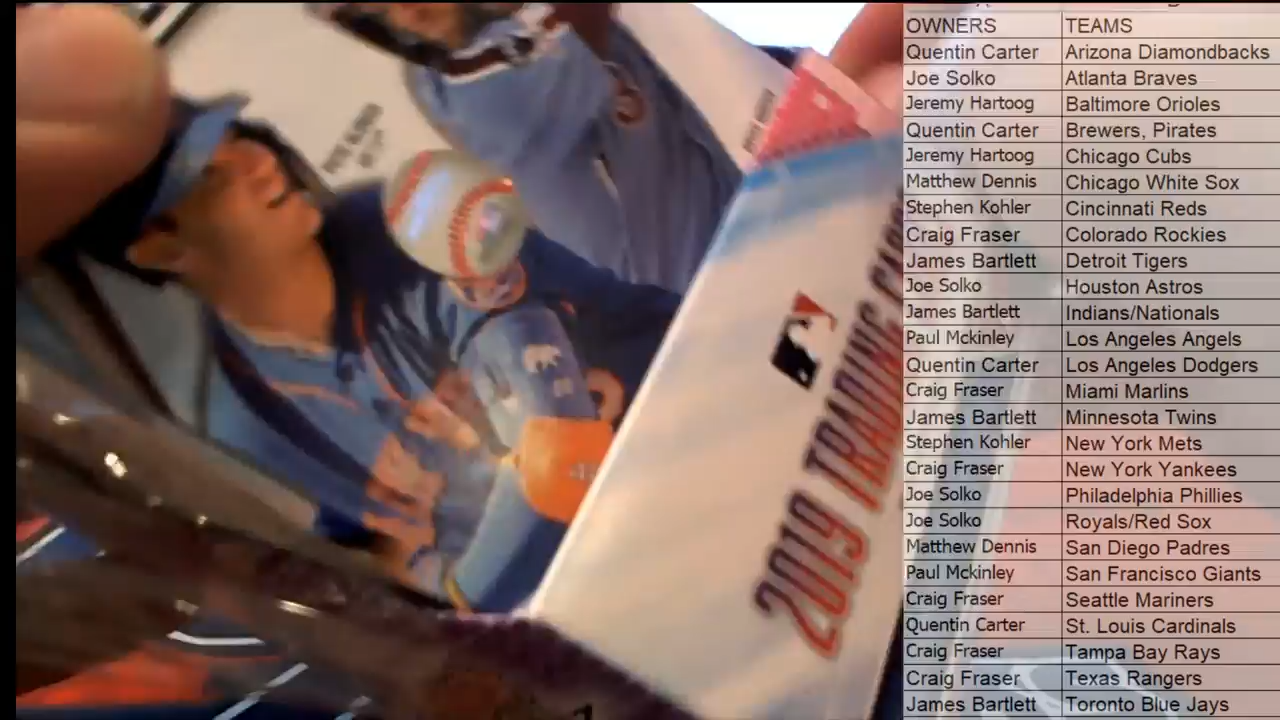 OWNERS TEAMS
Quentin Carter Arizona Diamondbacks
Joe Solko Atlanta Braves
Jeremy Hartoog Baltimore Orioles
Quentin Carter Brewers, Pirates
Jeremy Hartoog Chicago Cubs
Matthew Dennis Chicago White Sox
Stephen Kohler Cincinnati Reds
Craig Fraser Colorado Rockies
James Bartlett Detroit Tigers
Joe Solko Houston Astros
James Bartlett Indians/Nationals
Paul Mckinley Los Angeles Angels
Quentin Carter Los Angeles Dodgers
Craig Fraser Miami Marlins
James Bartlett Minnesota Twins
Stephen Kohler New York Mets
Craig Fraser New York Yankees
Joe Solko Philadelphia Phillies
Joe Solko Royals/Red Sox
Matthew Dennis San Diego Padres
Paul Mckinley San Francisco Giants
Craig Fraser Seattle Mariners
Quentin Carter St. Louis Cardinals
Craig Fraser Tampa Bay Rays
Craig Fraser Texas Rangers
James Bartlett Toronto Blue Jays
2019 TRADING